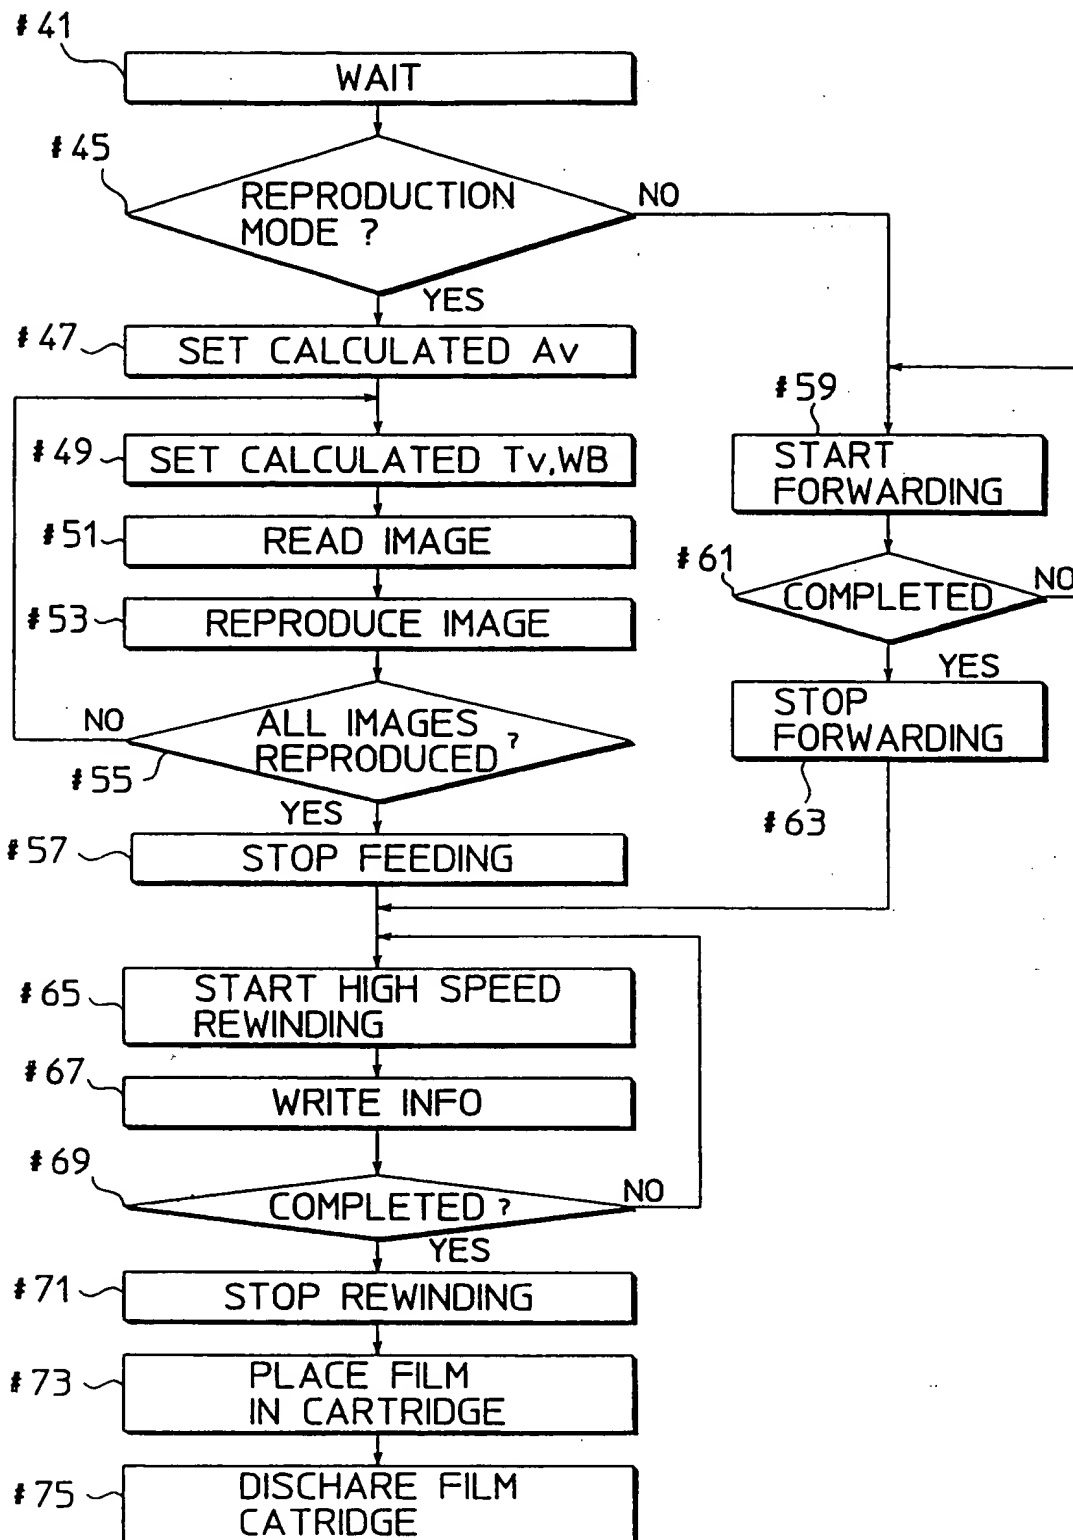 #41
WAIT
#45
REPRODUCTION
MODE ?
NO
YES
#47
SET CALCULATED Av
#59
#49
SET CALCULATED Tv,WB
START
FORWARDING
#51
READ IMAGE
#61
COMPLETED
NO
#53
REPRODUCE IMAGE
YES
NO
ALL IMAGES
REPRODUCED ?
STOP
FORWARDING
#55
YES
#63
#57
STOP FEEDING
#65
START HIGH SPEED
REWINDING
#67
WRITE INFO
#69
COMPLETED ?
NO
YES
#71
STOP REWINDING
#73
PLACE FILM
IN CARTRIDGE
#75
DISCHARE FILM
CATRIDGE